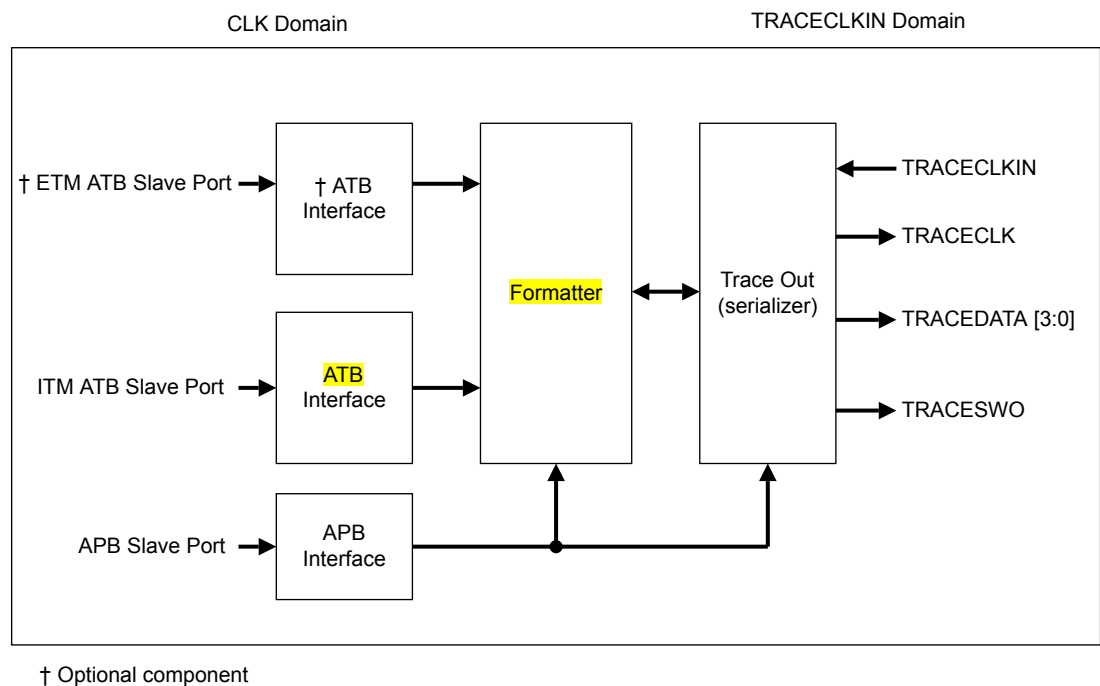 CLK Domain
TRACECLKIN Domain
† ETM ATB Slave Port
† ATB
Interface
ITM ATB Slave Port
ATB
Interface
APB Slave Port
APB
Interface
Formatter
Trace Out
(serializer)
TRACECLKIN
TRACECLK
TRACEDATA [3:0]
TRACESWO
† Optional component